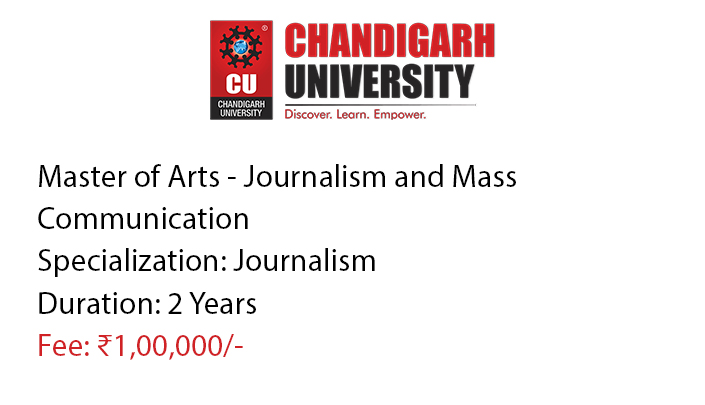 CU
CHANDIGARH
UNIVERSITY
®
CHANDIGARH
UNIVERSITY
Discover. Learn. Empower.
Master of Arts - Journalism and Mass
Communication
Specialization: Journalism
Duration: 2 Years
Fee: ₹1,00,000/-